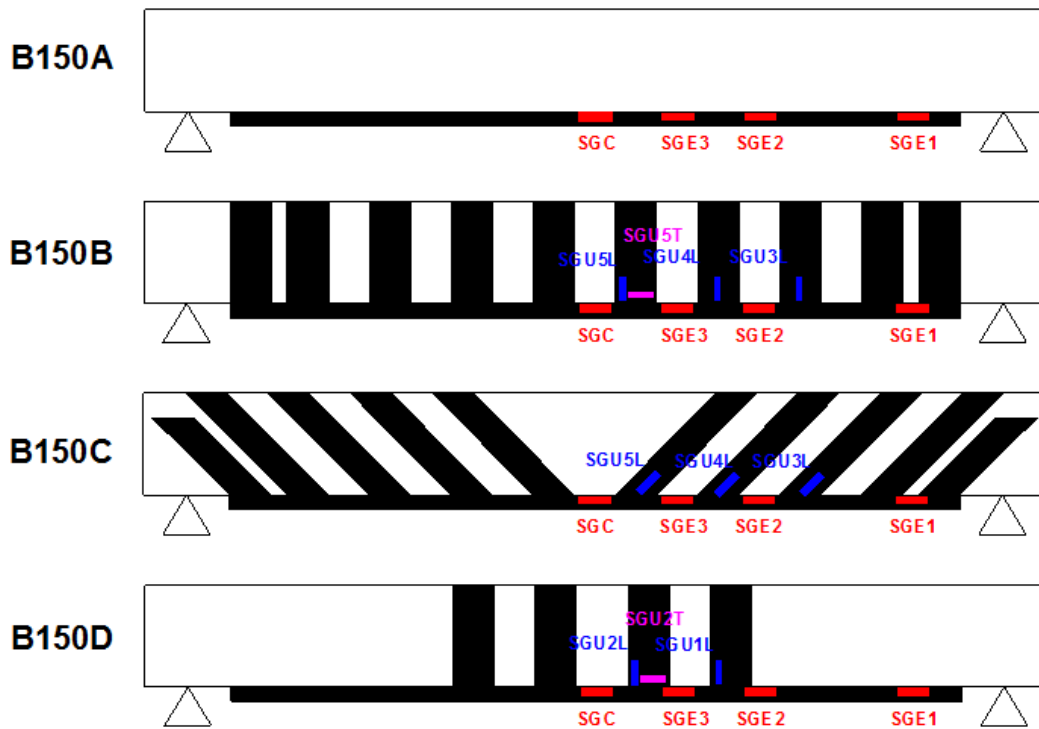 B150A
SGC SGE3 SGE2 SGE1
B150B
SGU5T
SGU5L SGU4L SGU3L
SGC SGE3 SGE2 SGE1
B150C
SGU5L SGU4L SGU3L
SGC SGE3 SGE2 SGE1
B150D
SGU2T
SGU2L SGU1L
SGC SGE3 SGE2 SGE1